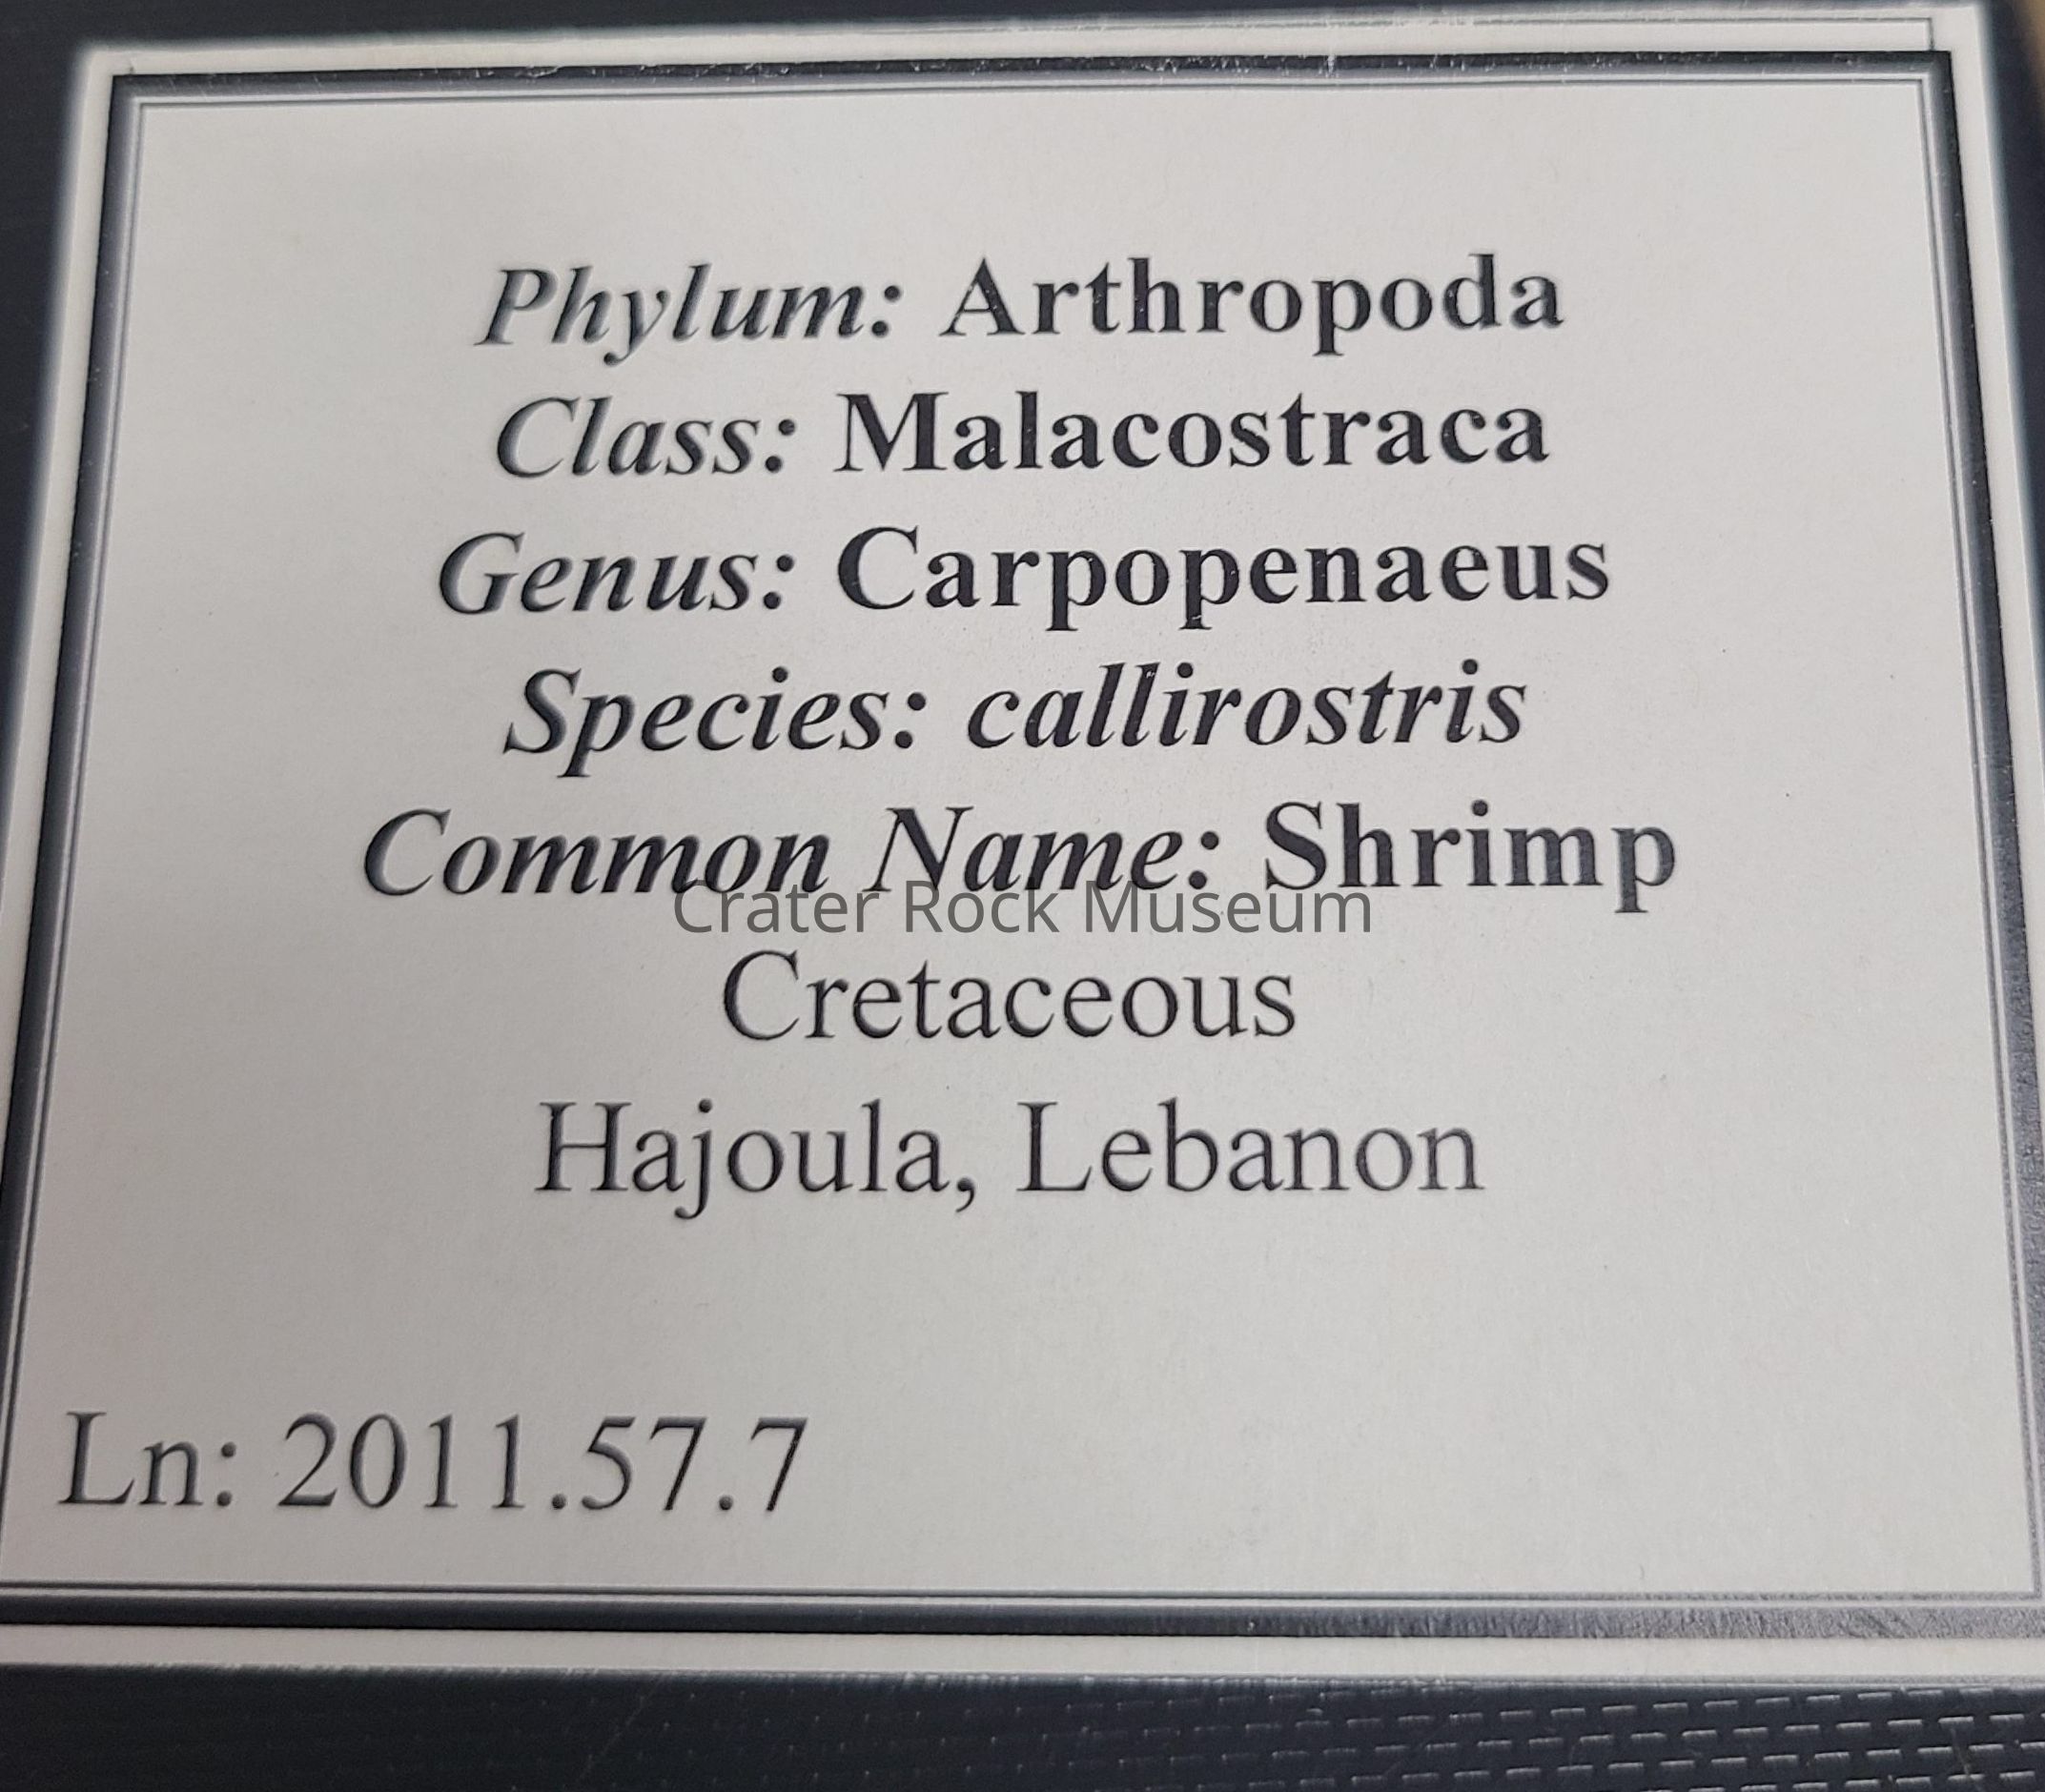 Phylum: Arthropoda
Class: Malacostraca
Genus: Carpopenaeus
Species: callirostris
Common Name: Shrimp
Crater Rock Museum
Cretaceous
Hajoula, Lebanon
Ln: 2011.57.7